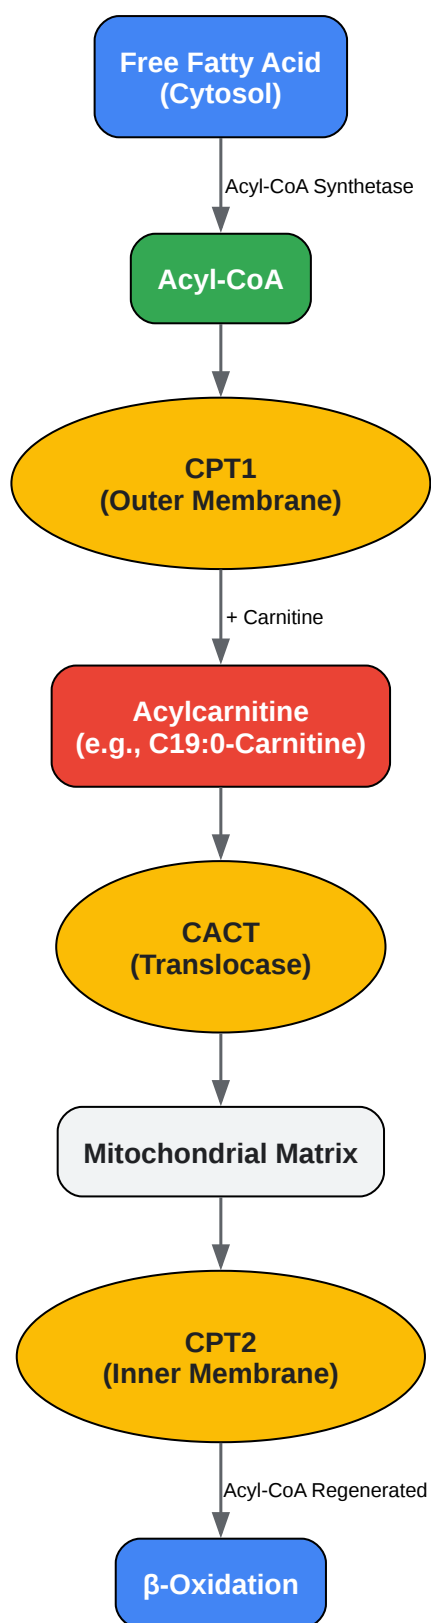 Free Fatty Acid
(Cytosol)
Acyl-CoA Synthetase
Acyl-CoA
CPT1
(Outer Membrane)
+ Carnitine
Acylcarnitine
(e.g., C19:0-Carnitine)
CACT
(Translocase)
Mitochondrial Matrix
CPT2
(Inner Membrane)
Acyl-CoA Regenerated
β-Oxidation